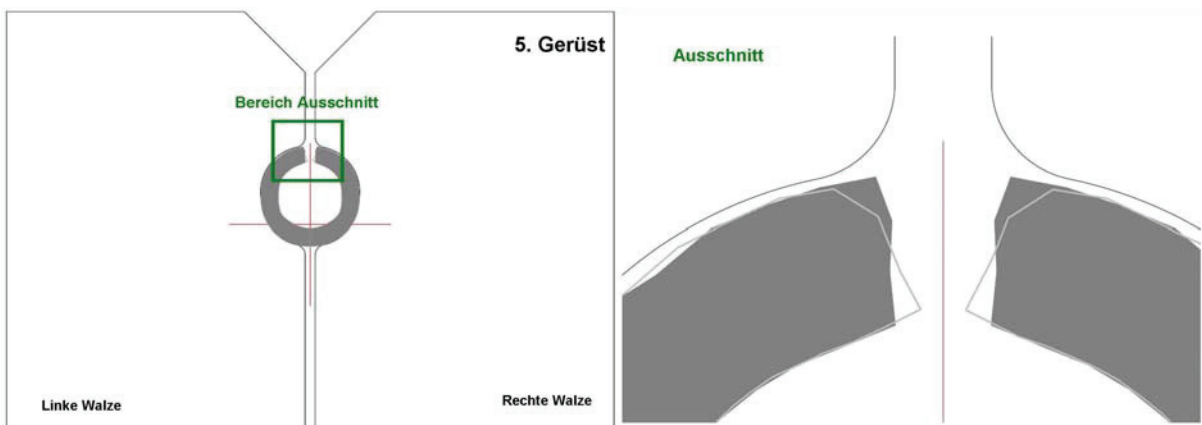 5. Gerüst
Bereich Ausschnitt
Linke Walze
Rechte Walze
Ausschnitt